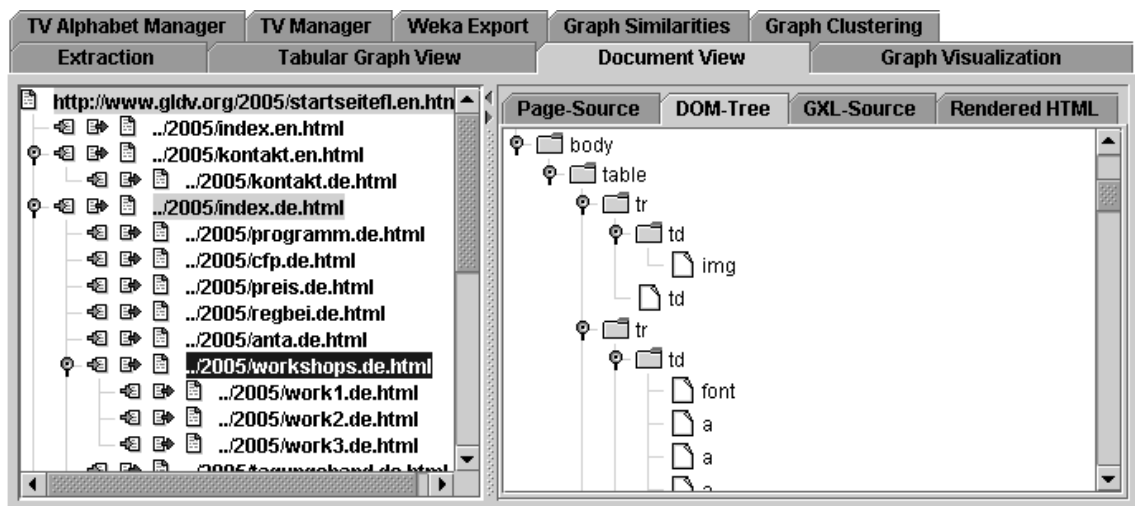 TV Alphabet Manager TV Manager Weka Export Graph Similarities Graph Clustering
Extraction Tabular Graph View Document View Graph Visualization
http://www.gldv.org/2005/startseitefl.en.htm
../2005/index.en.html
../2005/kontakt.en.html
../2005/kontakt.de.html
../2005/index.de.html
../2005/programm.de.html
../2005/cfp.de.html
../2005/preis.de.html
../2005/regbei.de.html
../2005/anta.de.html
../2005/workshops.de.html
../2005/work1.de.html
../2005/work2.de.html
../2005/work3.de.html
../2005/tagungsband.de.html
Page-Source DOM-Tree GXL-Source Rendered HTML
body
table
tr
td
img
td
tr
td
font
a
a
a